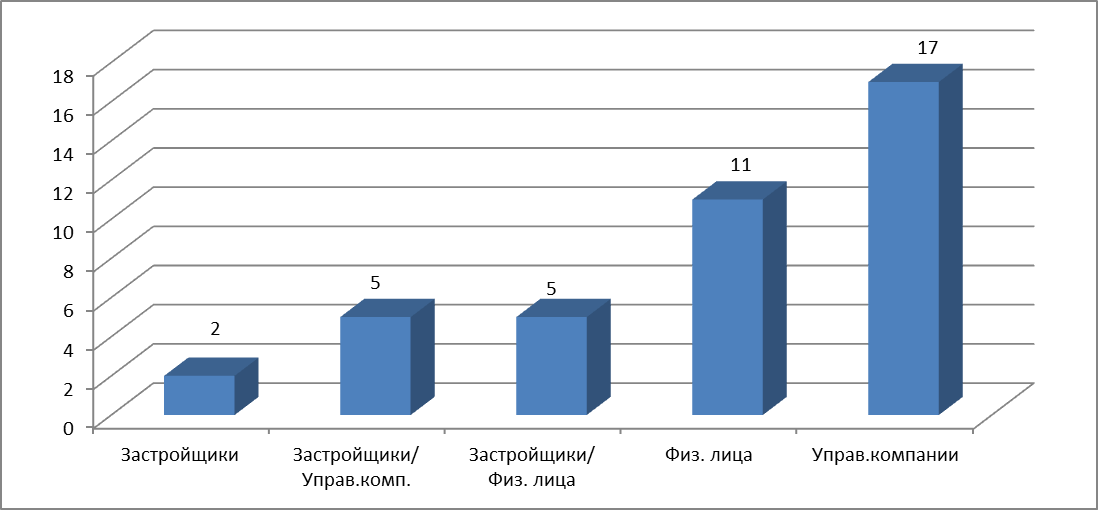 18
16
14
12
10
8
6
4
2
0
2
5
5
11
17
Застройщики
Застройщики/
Управ.комп.
Застройщики/
Физ. лица
Физ. лица
Управ.компании